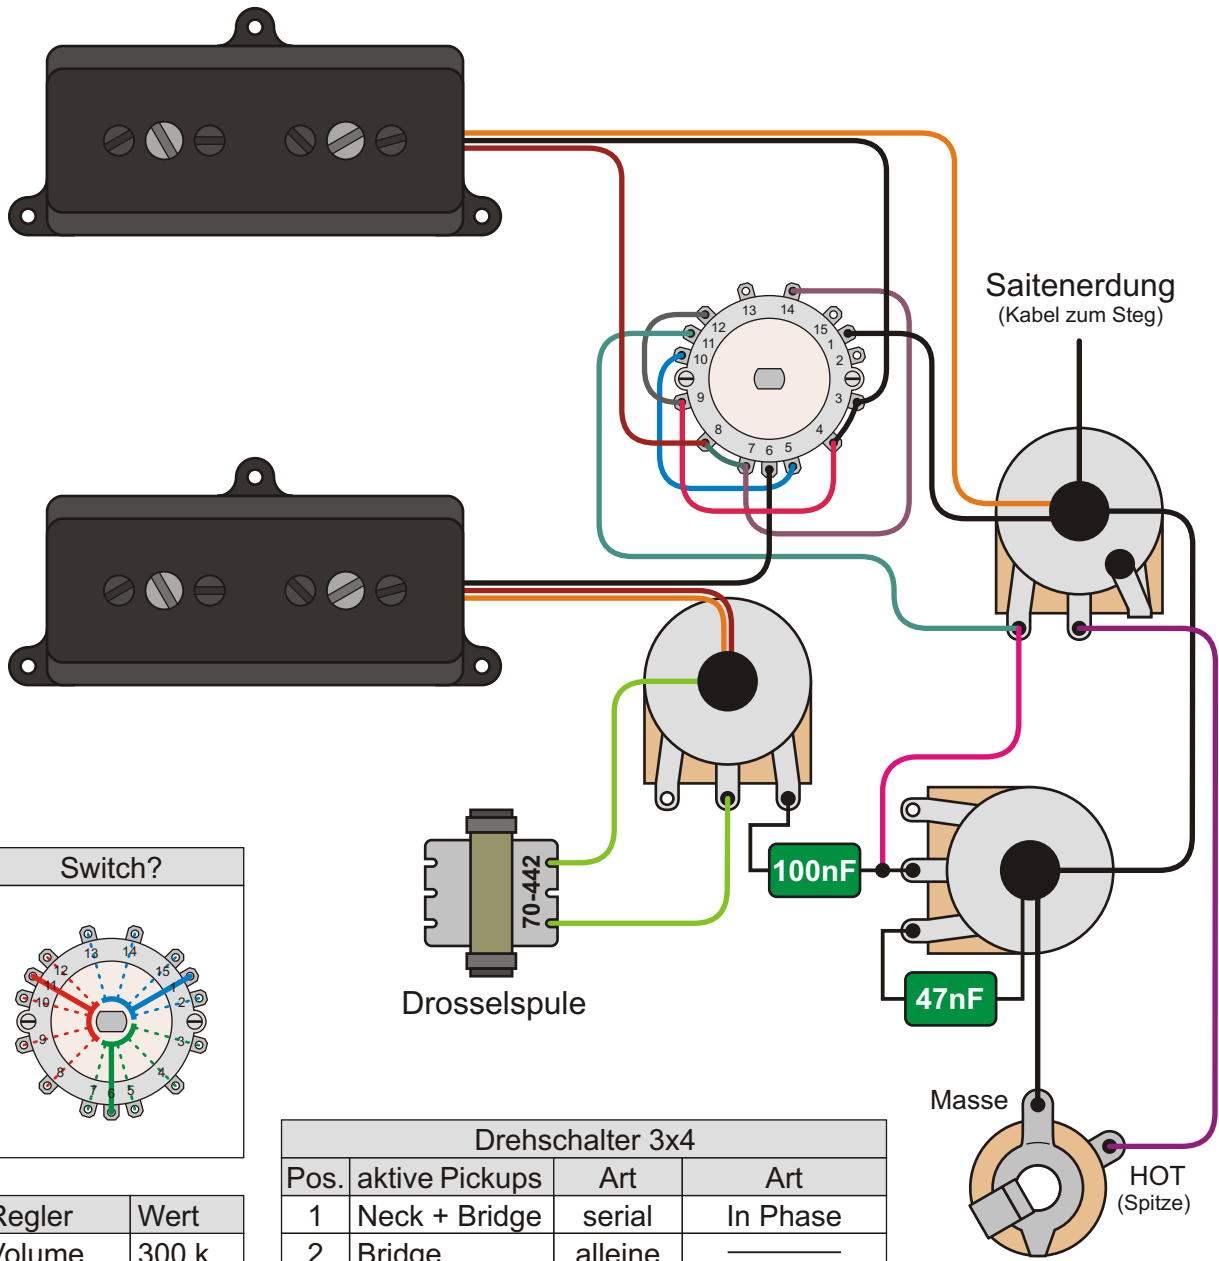 Saitenerdung
(Kabel zum Steg)
13 14
12 15
11 1
10 2
9 3
8 4
7 6 5
100nF
70-442
47nF
Drosselspule
Switch?
13 14
12 15
11 1
10 2
9 3
8 4
7 6 5
Masse
HOT
(Spitze)
Drehschalter 3x4
Pos. aktive Pickups Art Art
1 Neck + Bridge serial In Phase
2 Bridge alleine
Regler Wert
Volume 300 k